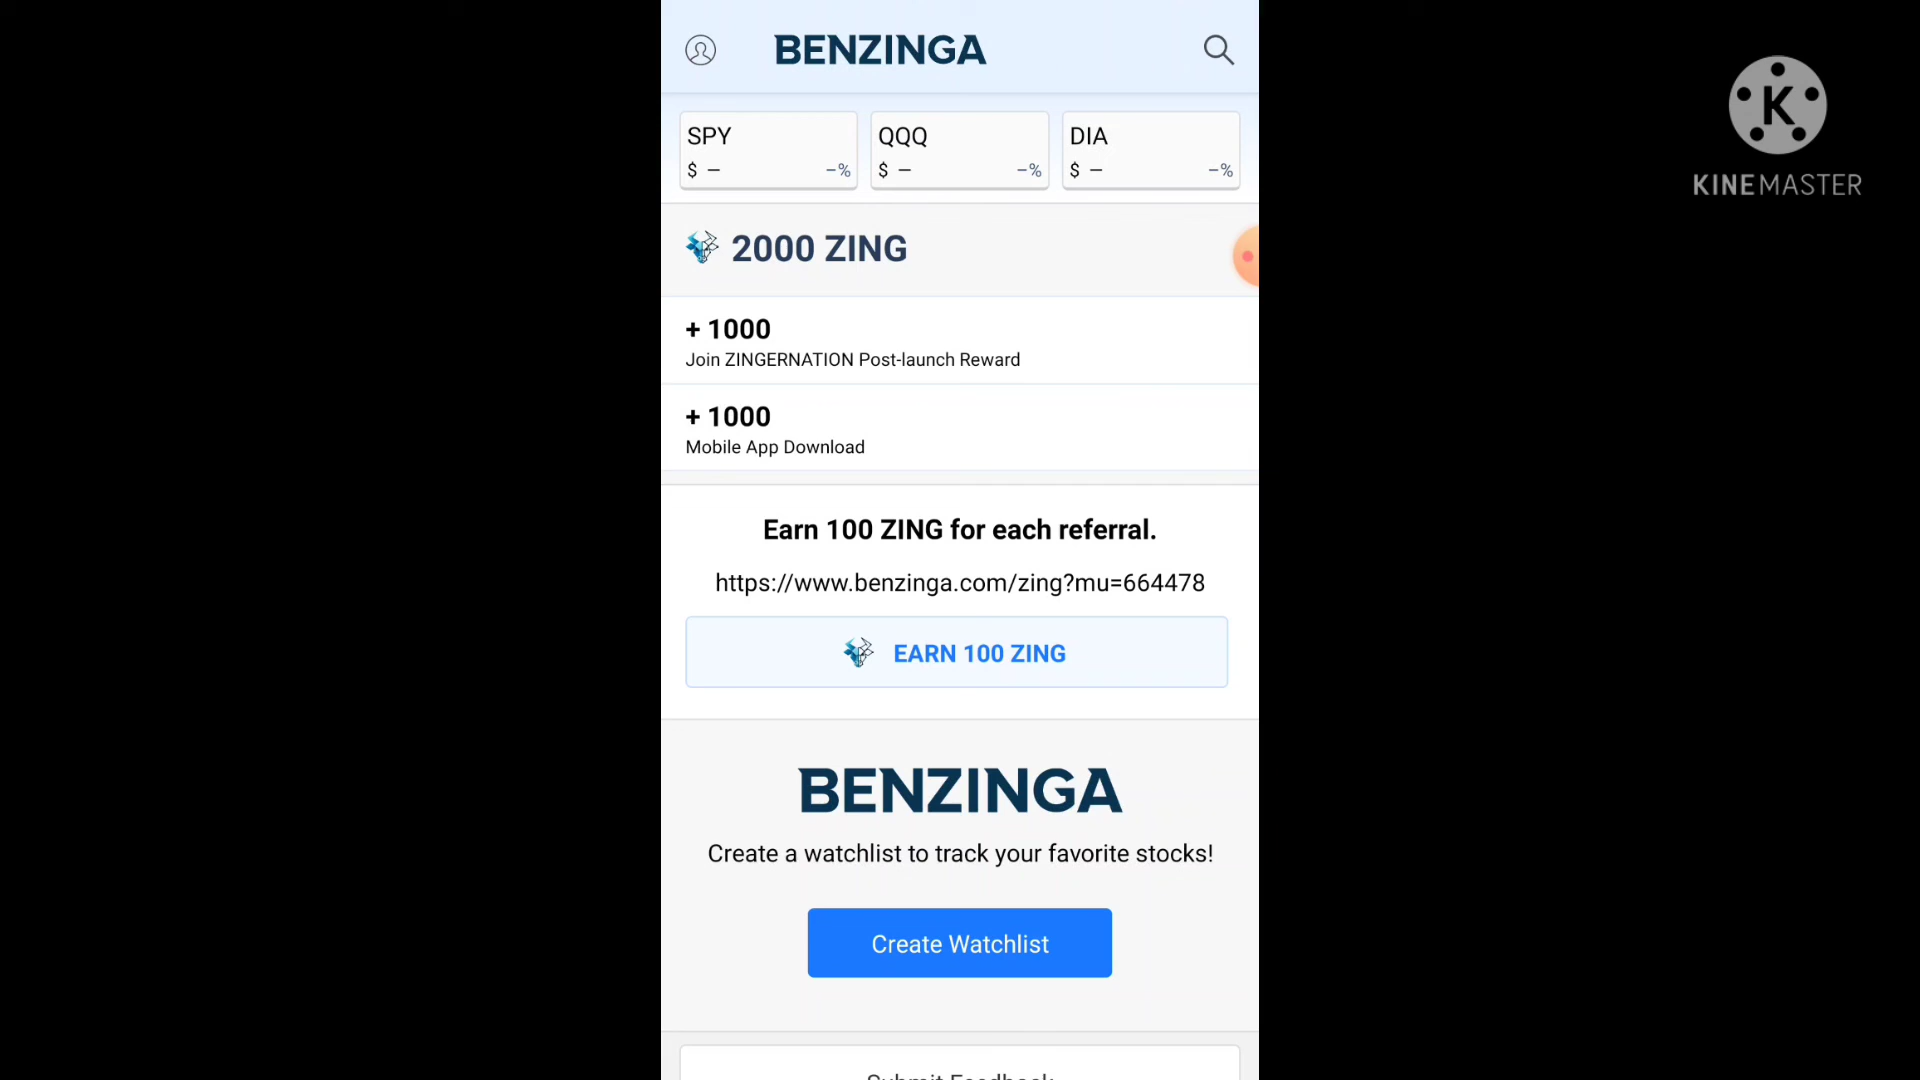 BENZINGA
SPY
$ – –%
QQQ
$ – –%
DIA
$ – –%
2000 ZING
+ 1000
Join ZINGERNATION Post-launch Reward
+ 1000
Mobile App Download
Earn 100 ZING for each referral.
https://www.benzinga.com/zing?mu=664478
EARN 100 ZING
BENZINGA
Create a watchlist to track your favorite stocks!
Create Watchlist
Submit Feedback
K
KINEMASTER